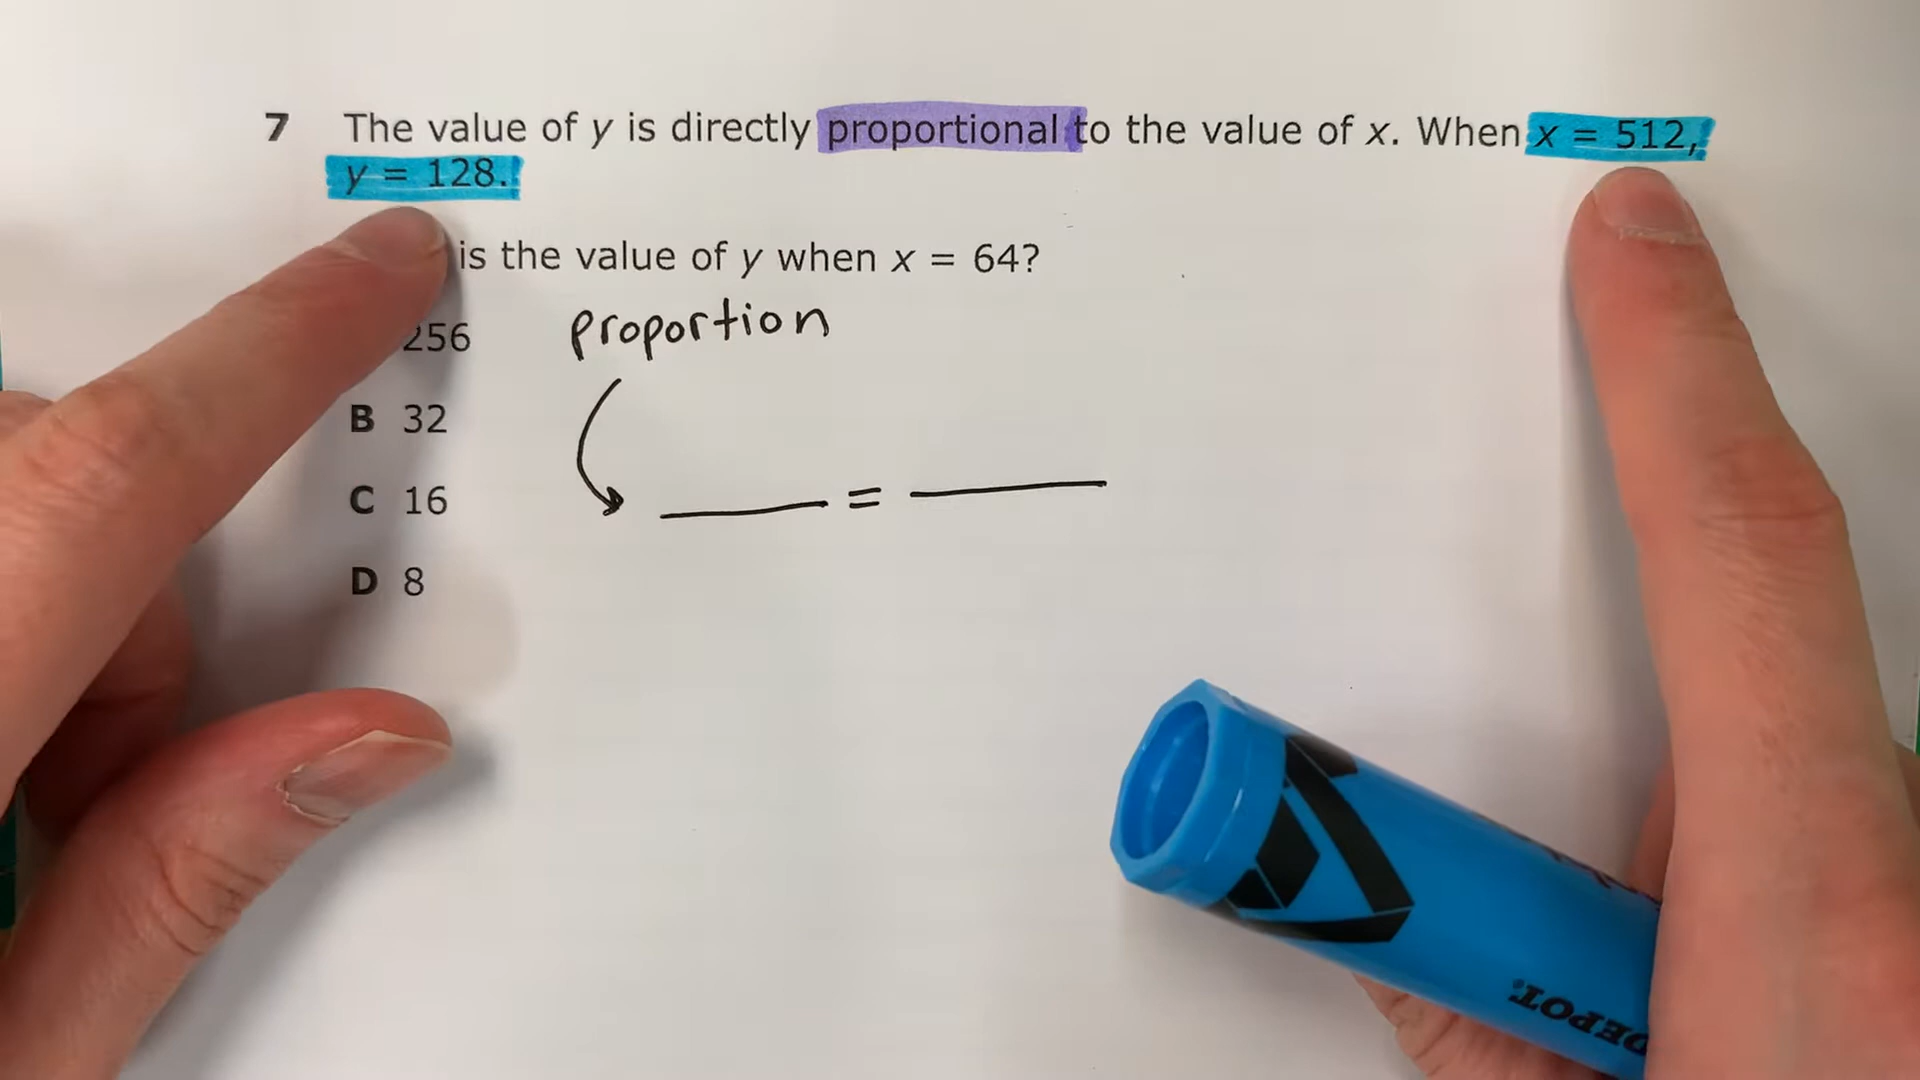 7 The value of y is directly proportional to the value of x. When x = 512,
y = 128.
is the value of y when x = 64?
256
proportion
B 32
C 16
=
D 8
DEPOT